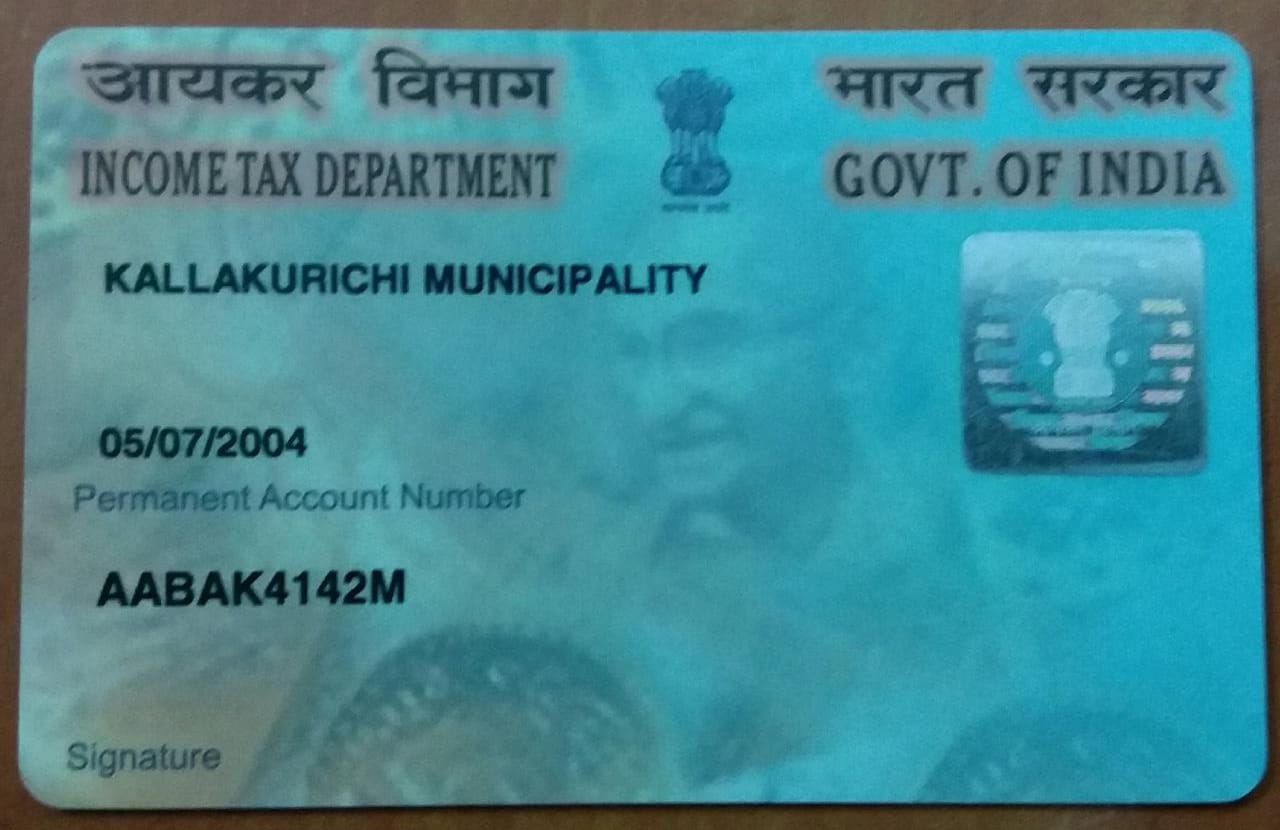 आयकर विभाग भारत सरकार
INCOME TAX DEPARTMENT GOVT. OF INDIA
KALLAKURICHI MUNICIPALITY
05/07/2004
Permanent Account Number
AABAK4142M
Signature